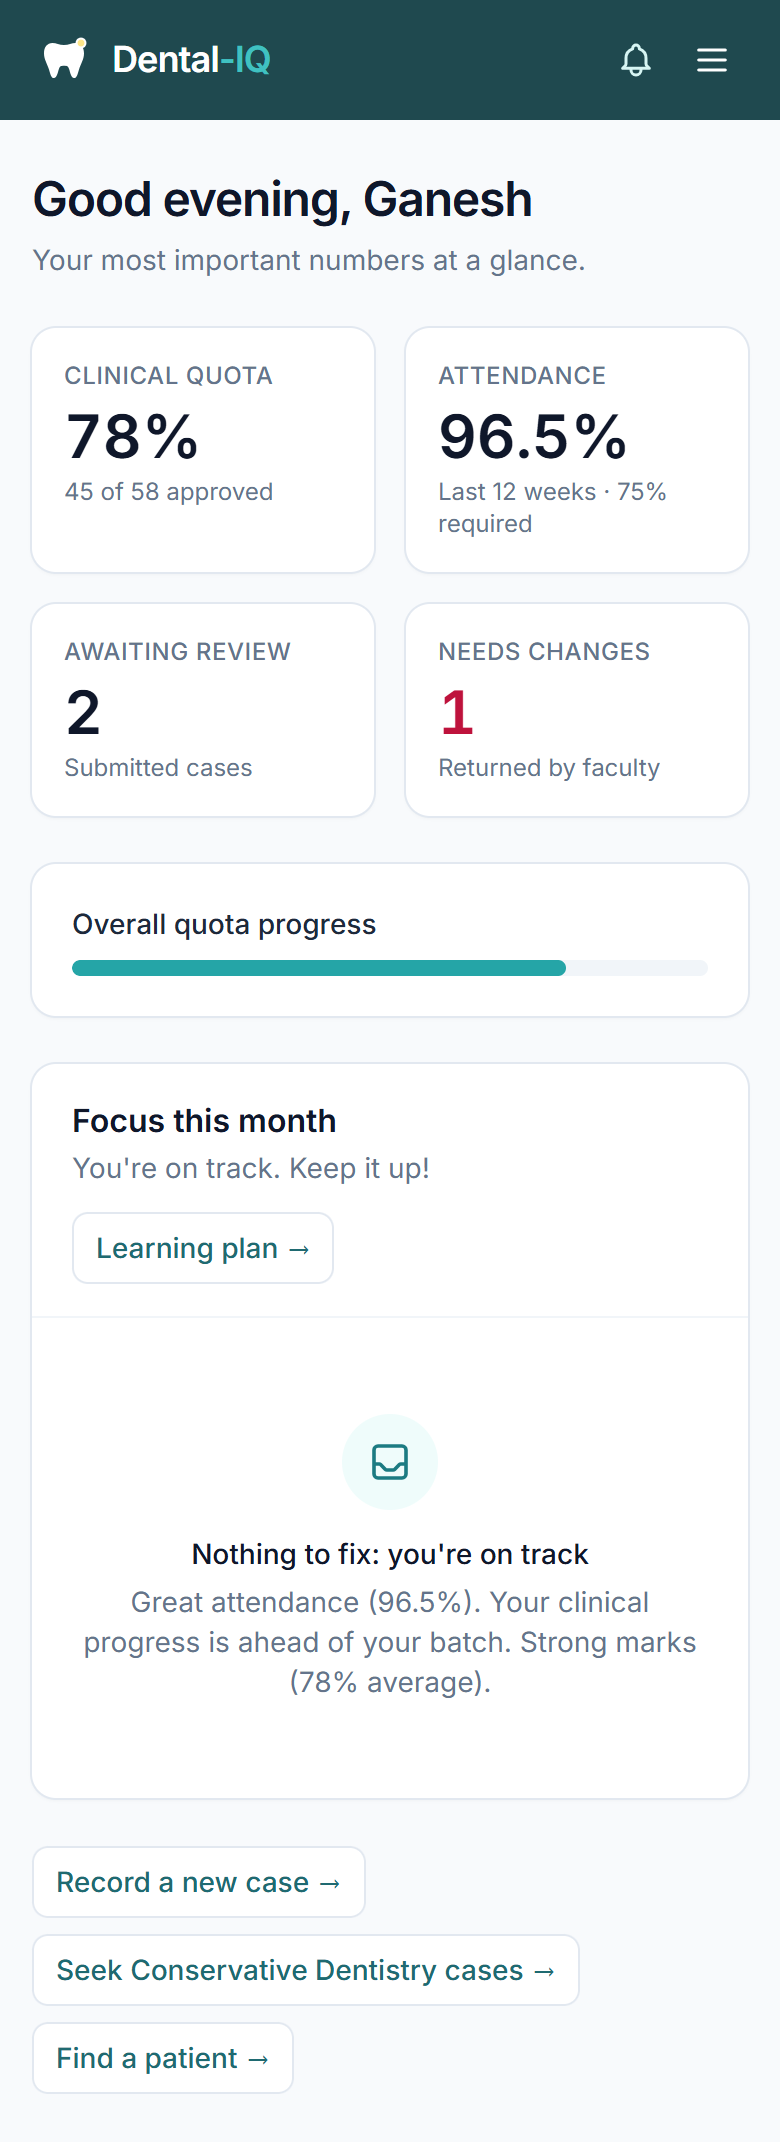 Dental-IQ
Good evening, Ganesh
Your most important numbers at a glance.
CLINICAL QUOTA
78%
45 of 58 approved
ATTENDANCE
96.5%
Last 12 weeks · 75%
required
AWAITING REVIEW
2
Submitted cases
NEEDS CHANGES
1
Returned by faculty
Overall quota progress
Focus this month
You're on track. Keep it up!
Learning plan →
Nothing to fix: you're on track
Great attendance (96.5%). Your clinical
progress is ahead of your batch. Strong marks
(78% average).
Record a new case →
Seek Conservative Dentistry cases →
Find a patient →